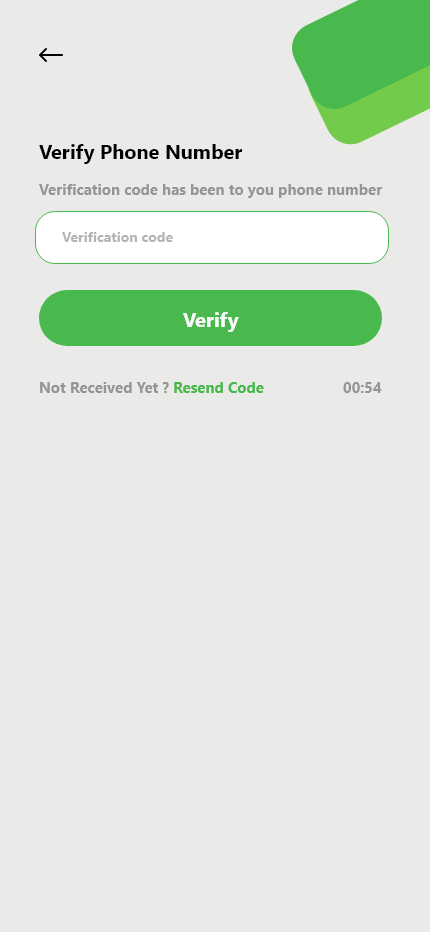 Verify Phone Number
Verification code has been to you phone number
Verification code
Verify
Not Received Yet ? Resend Code 00:54